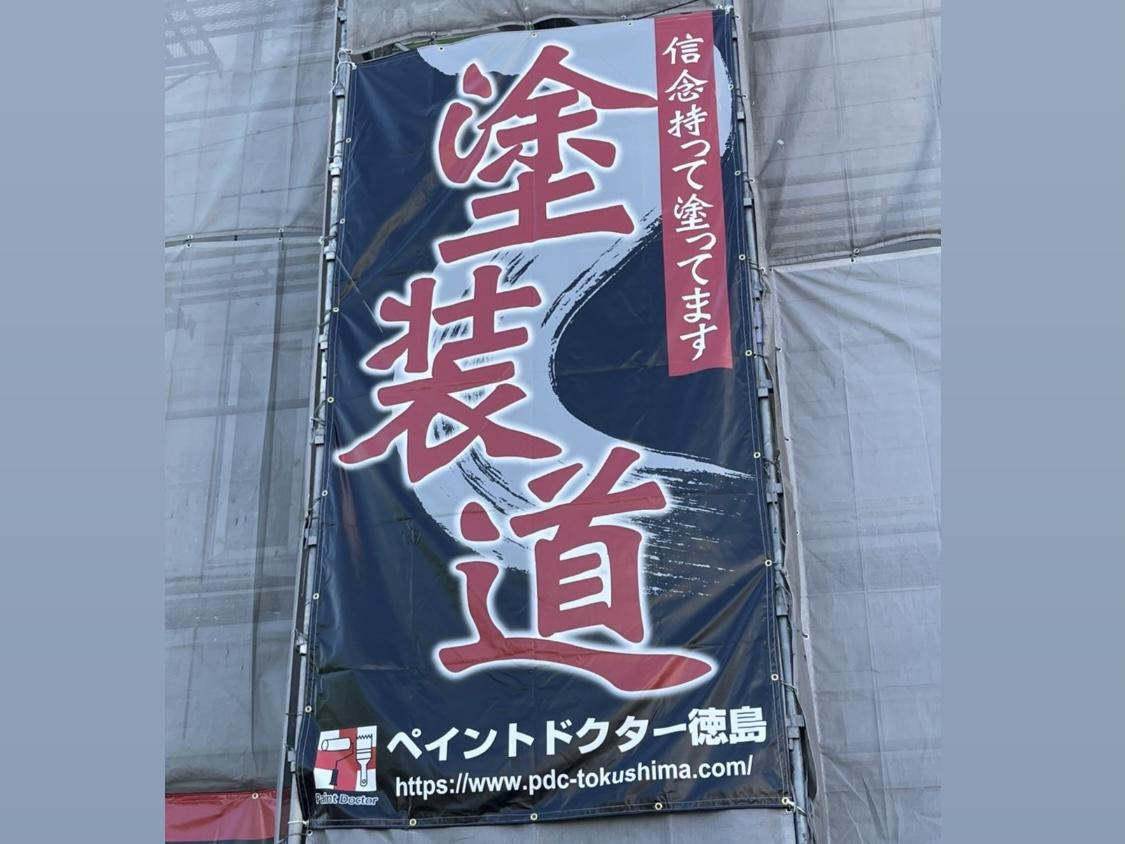 信念持って塗ってます
塗装道
ペイントドクター徳島
https://www.pdc-tokushima.com/
Paint Doctor